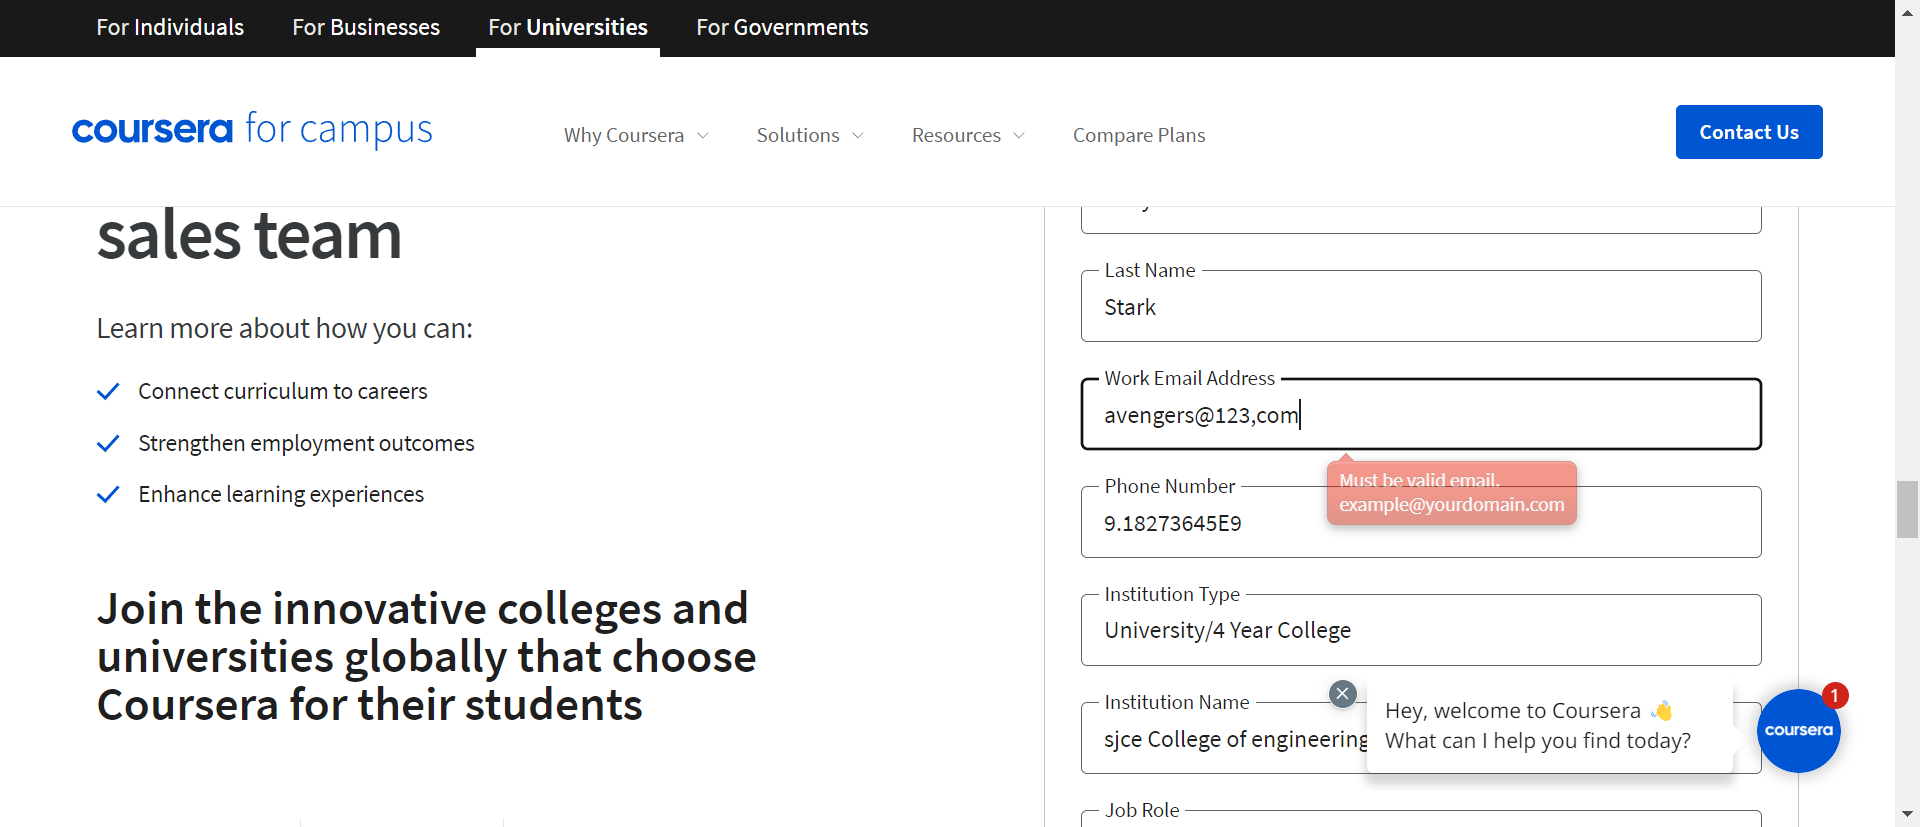 For Individuals
For Businesses
For Universities
For Governments
coursera for campus
Why Coursera
Solutions
Resources
Compare Plans
Contact Us
sales team
Learn more about how you can:
Connect curriculum to careers
Strengthen employment outcomes
Enhance learning experiences
Join the innovative colleges and
universities globally that choose
Coursera for their students
Last Name
Stark
Work Email Address
avengers@123,com
Must be valid email.
example@yourdomain.com
Phone Number
9.18273645E9
Institution Type
University/4 Year College
Institution Name
sjce College of engineering
Hey, welcome to Coursera 👋
What can I help you find today?
coursera
1
Job Role